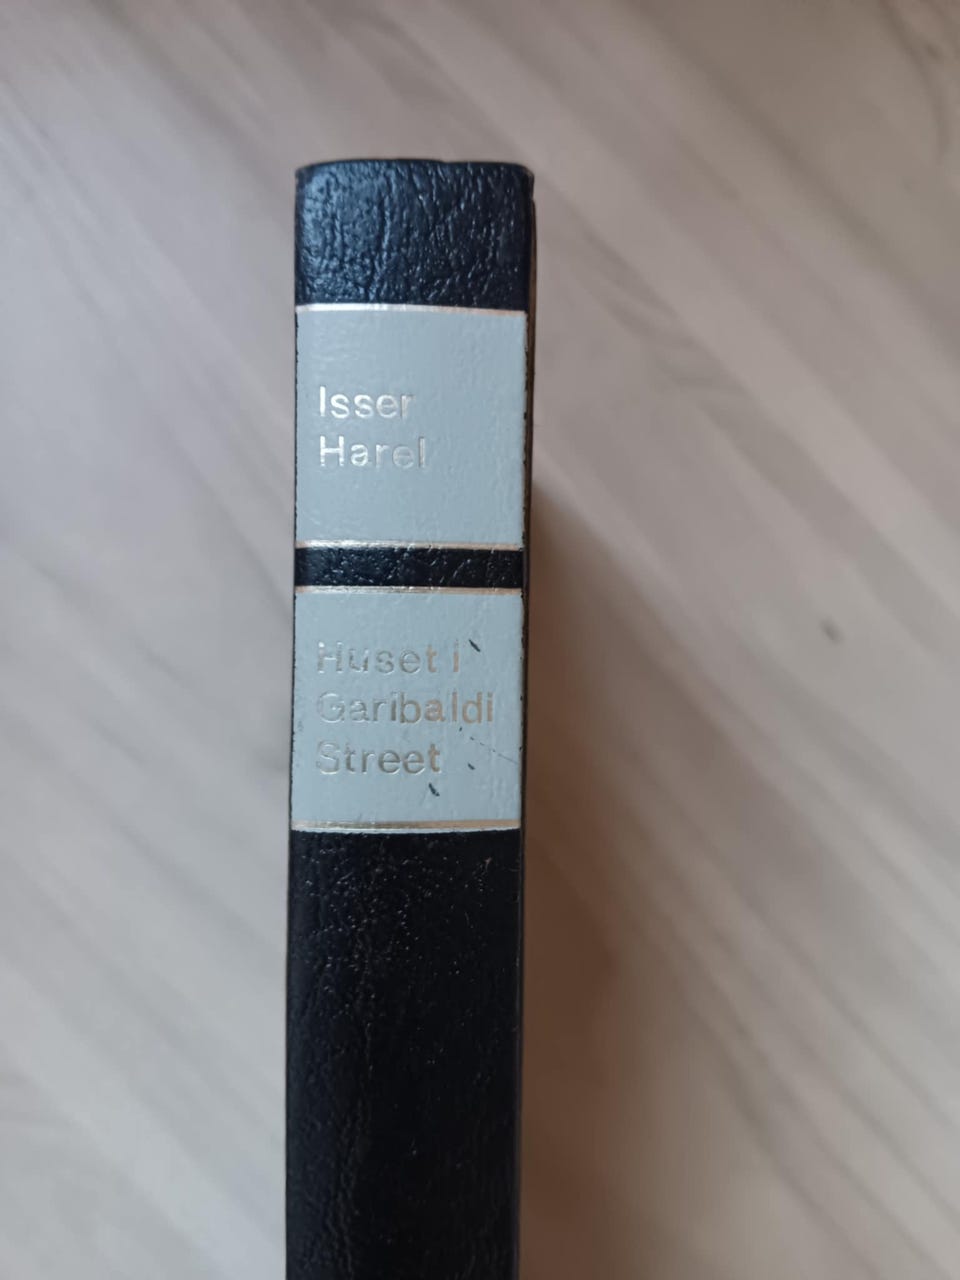 Isser
Harel
Huset i
Garibaldi
Street